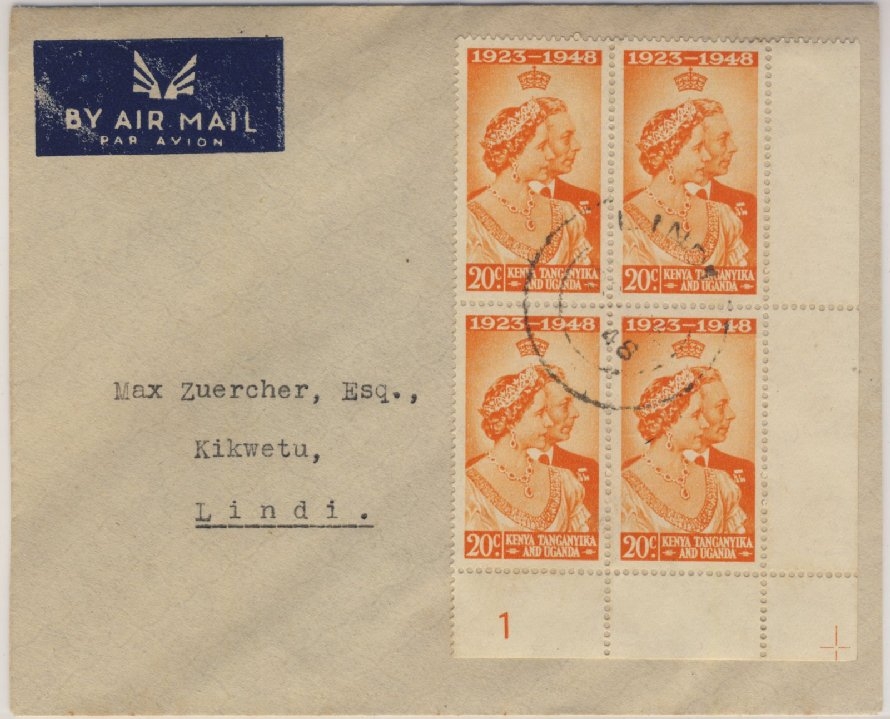 BY AIR MAIL
PAR AVION
1923-1948
20c. KENYA TANGANYIKA
AND UGANDA
1923-1948
20c. KENYA TANGANYIKA
AND UGANDA
1923-1948
20c. KENYA TANGANYIKA
AND UGANDA
1923-1948
20c. KENYA TANGANYIKA
AND UGANDA
LINDI
48
Max Zuercher, Esq.,
Kikwetu,
Lindi.
1